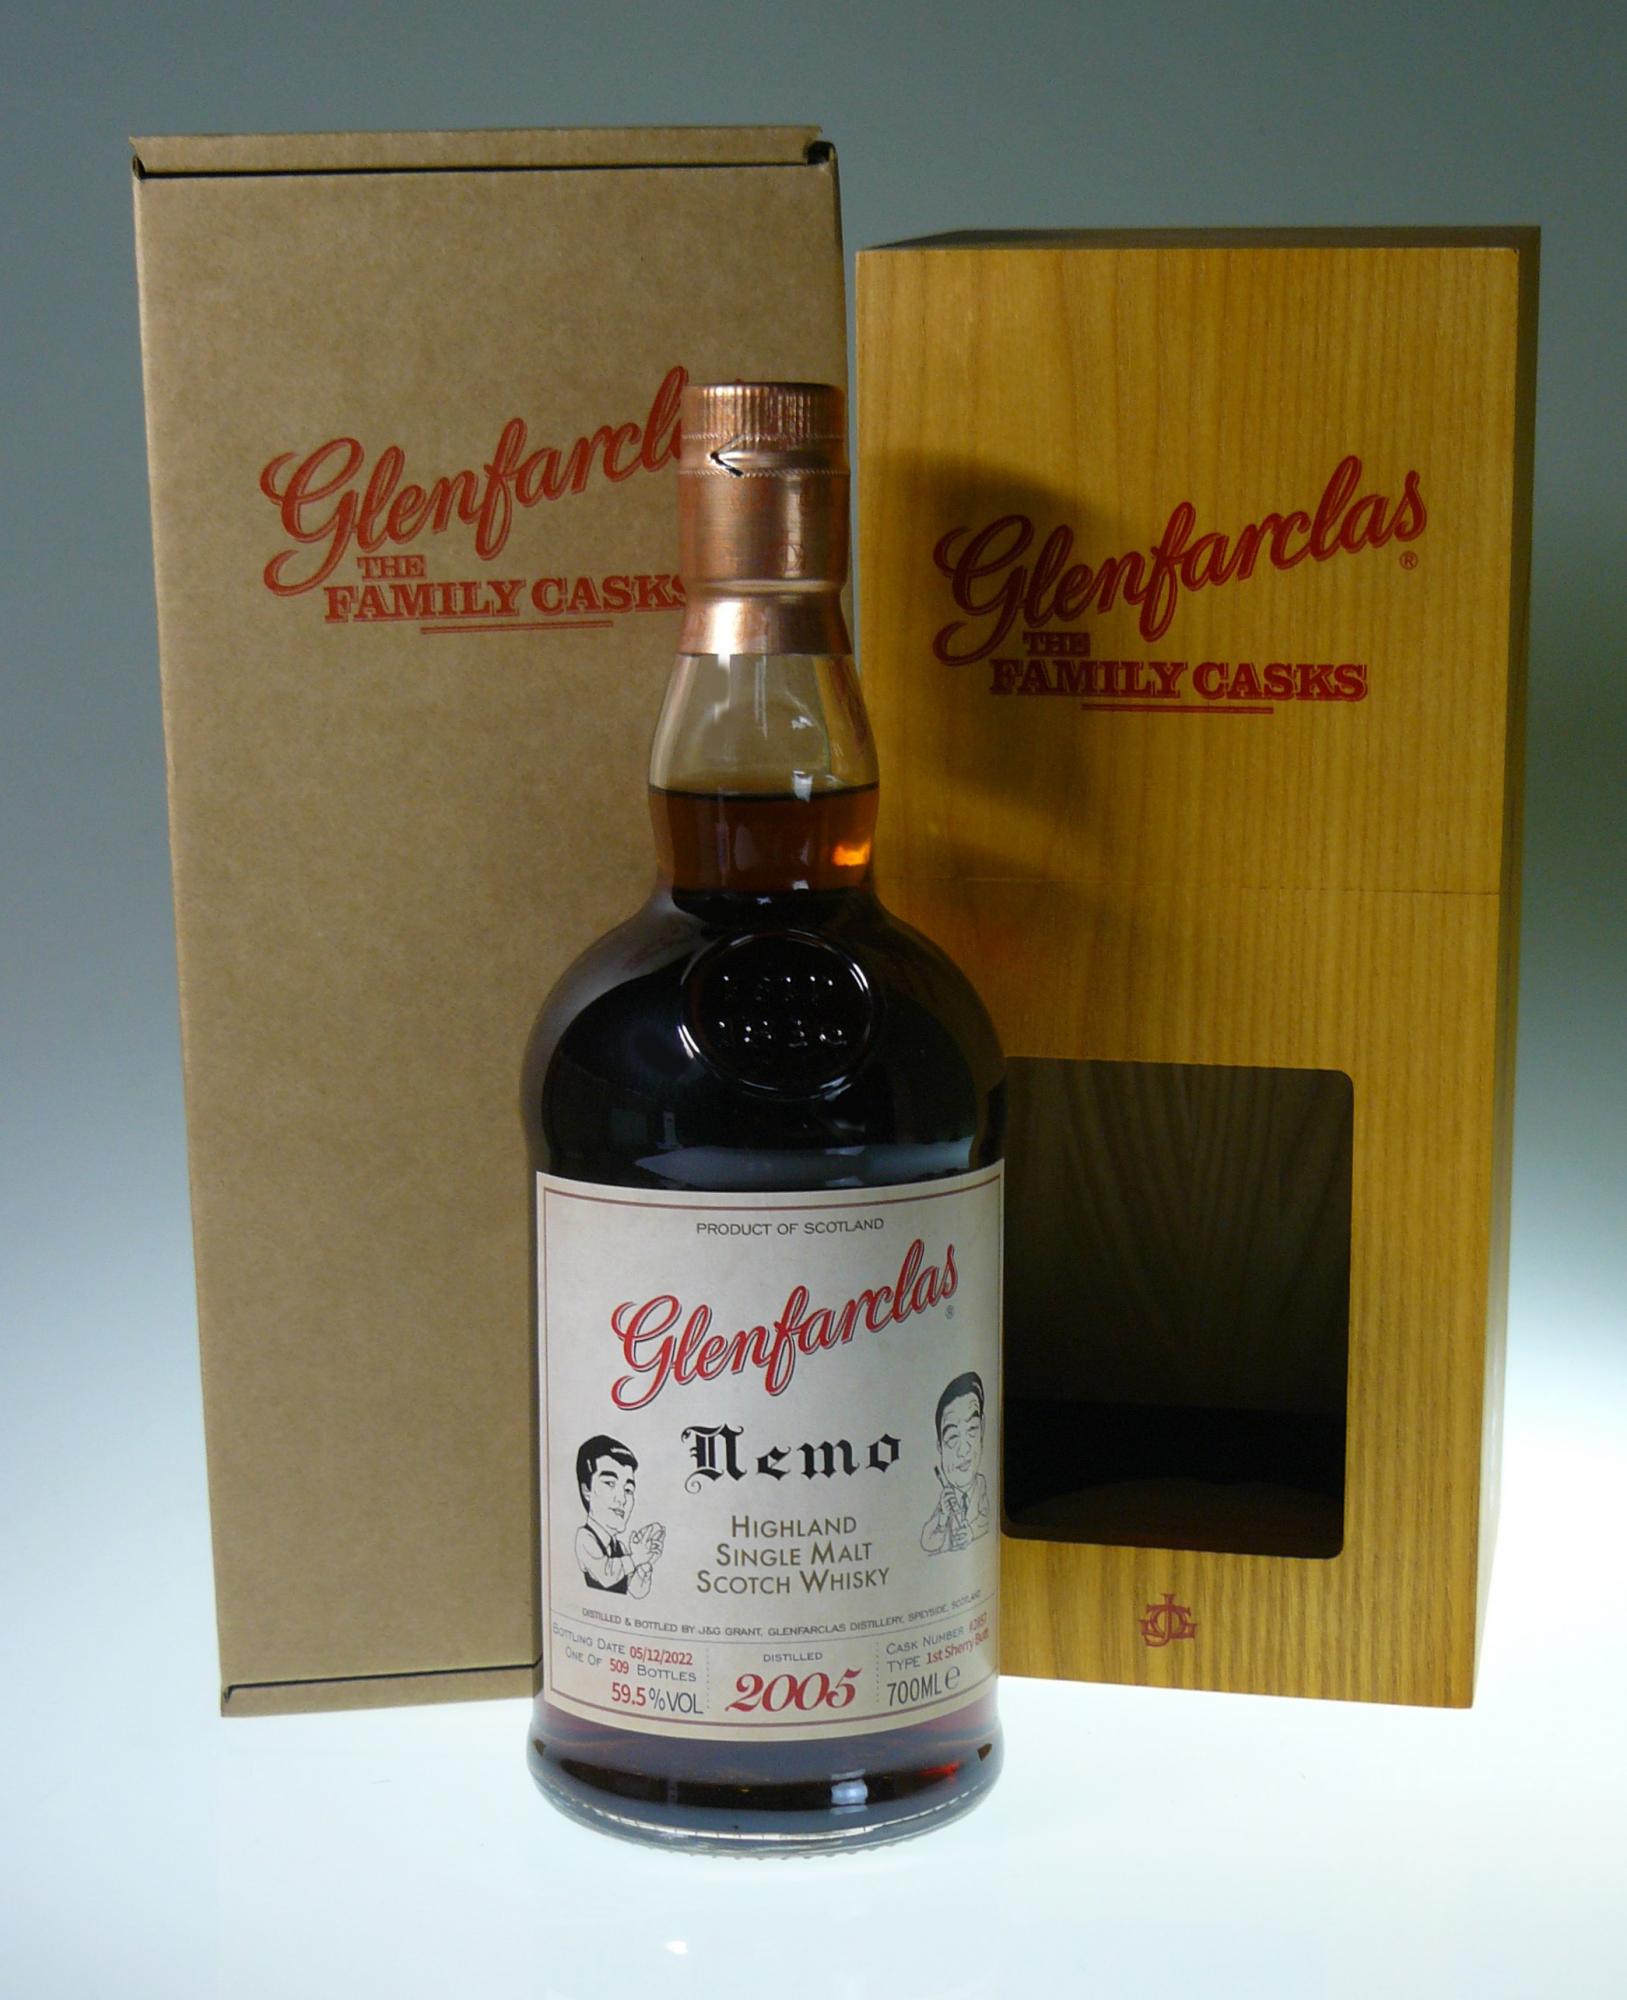 Glenfarcl
THE
FAMILY CASKS
Glenfarclas
®
THE
FAMILY CASKS
PRODUCT OF SCOTLAND
Glenfarclas
®
Nemo
HIGHLAND
SINGLE MALT
SCOTCH WHISKY
DISTILLED & BOTTLED BY J&G GRANT, GLENFARCLAS DISTILLERY, SPEYSIDE, SCOTLAND
BOTTLING DATE 05/12/2022
ONE OF 509 BOTTLES
59.5%VOL
DISTILLED
2005
CASK NUMBER
TYPE 1st Sherry Butt
700ML e